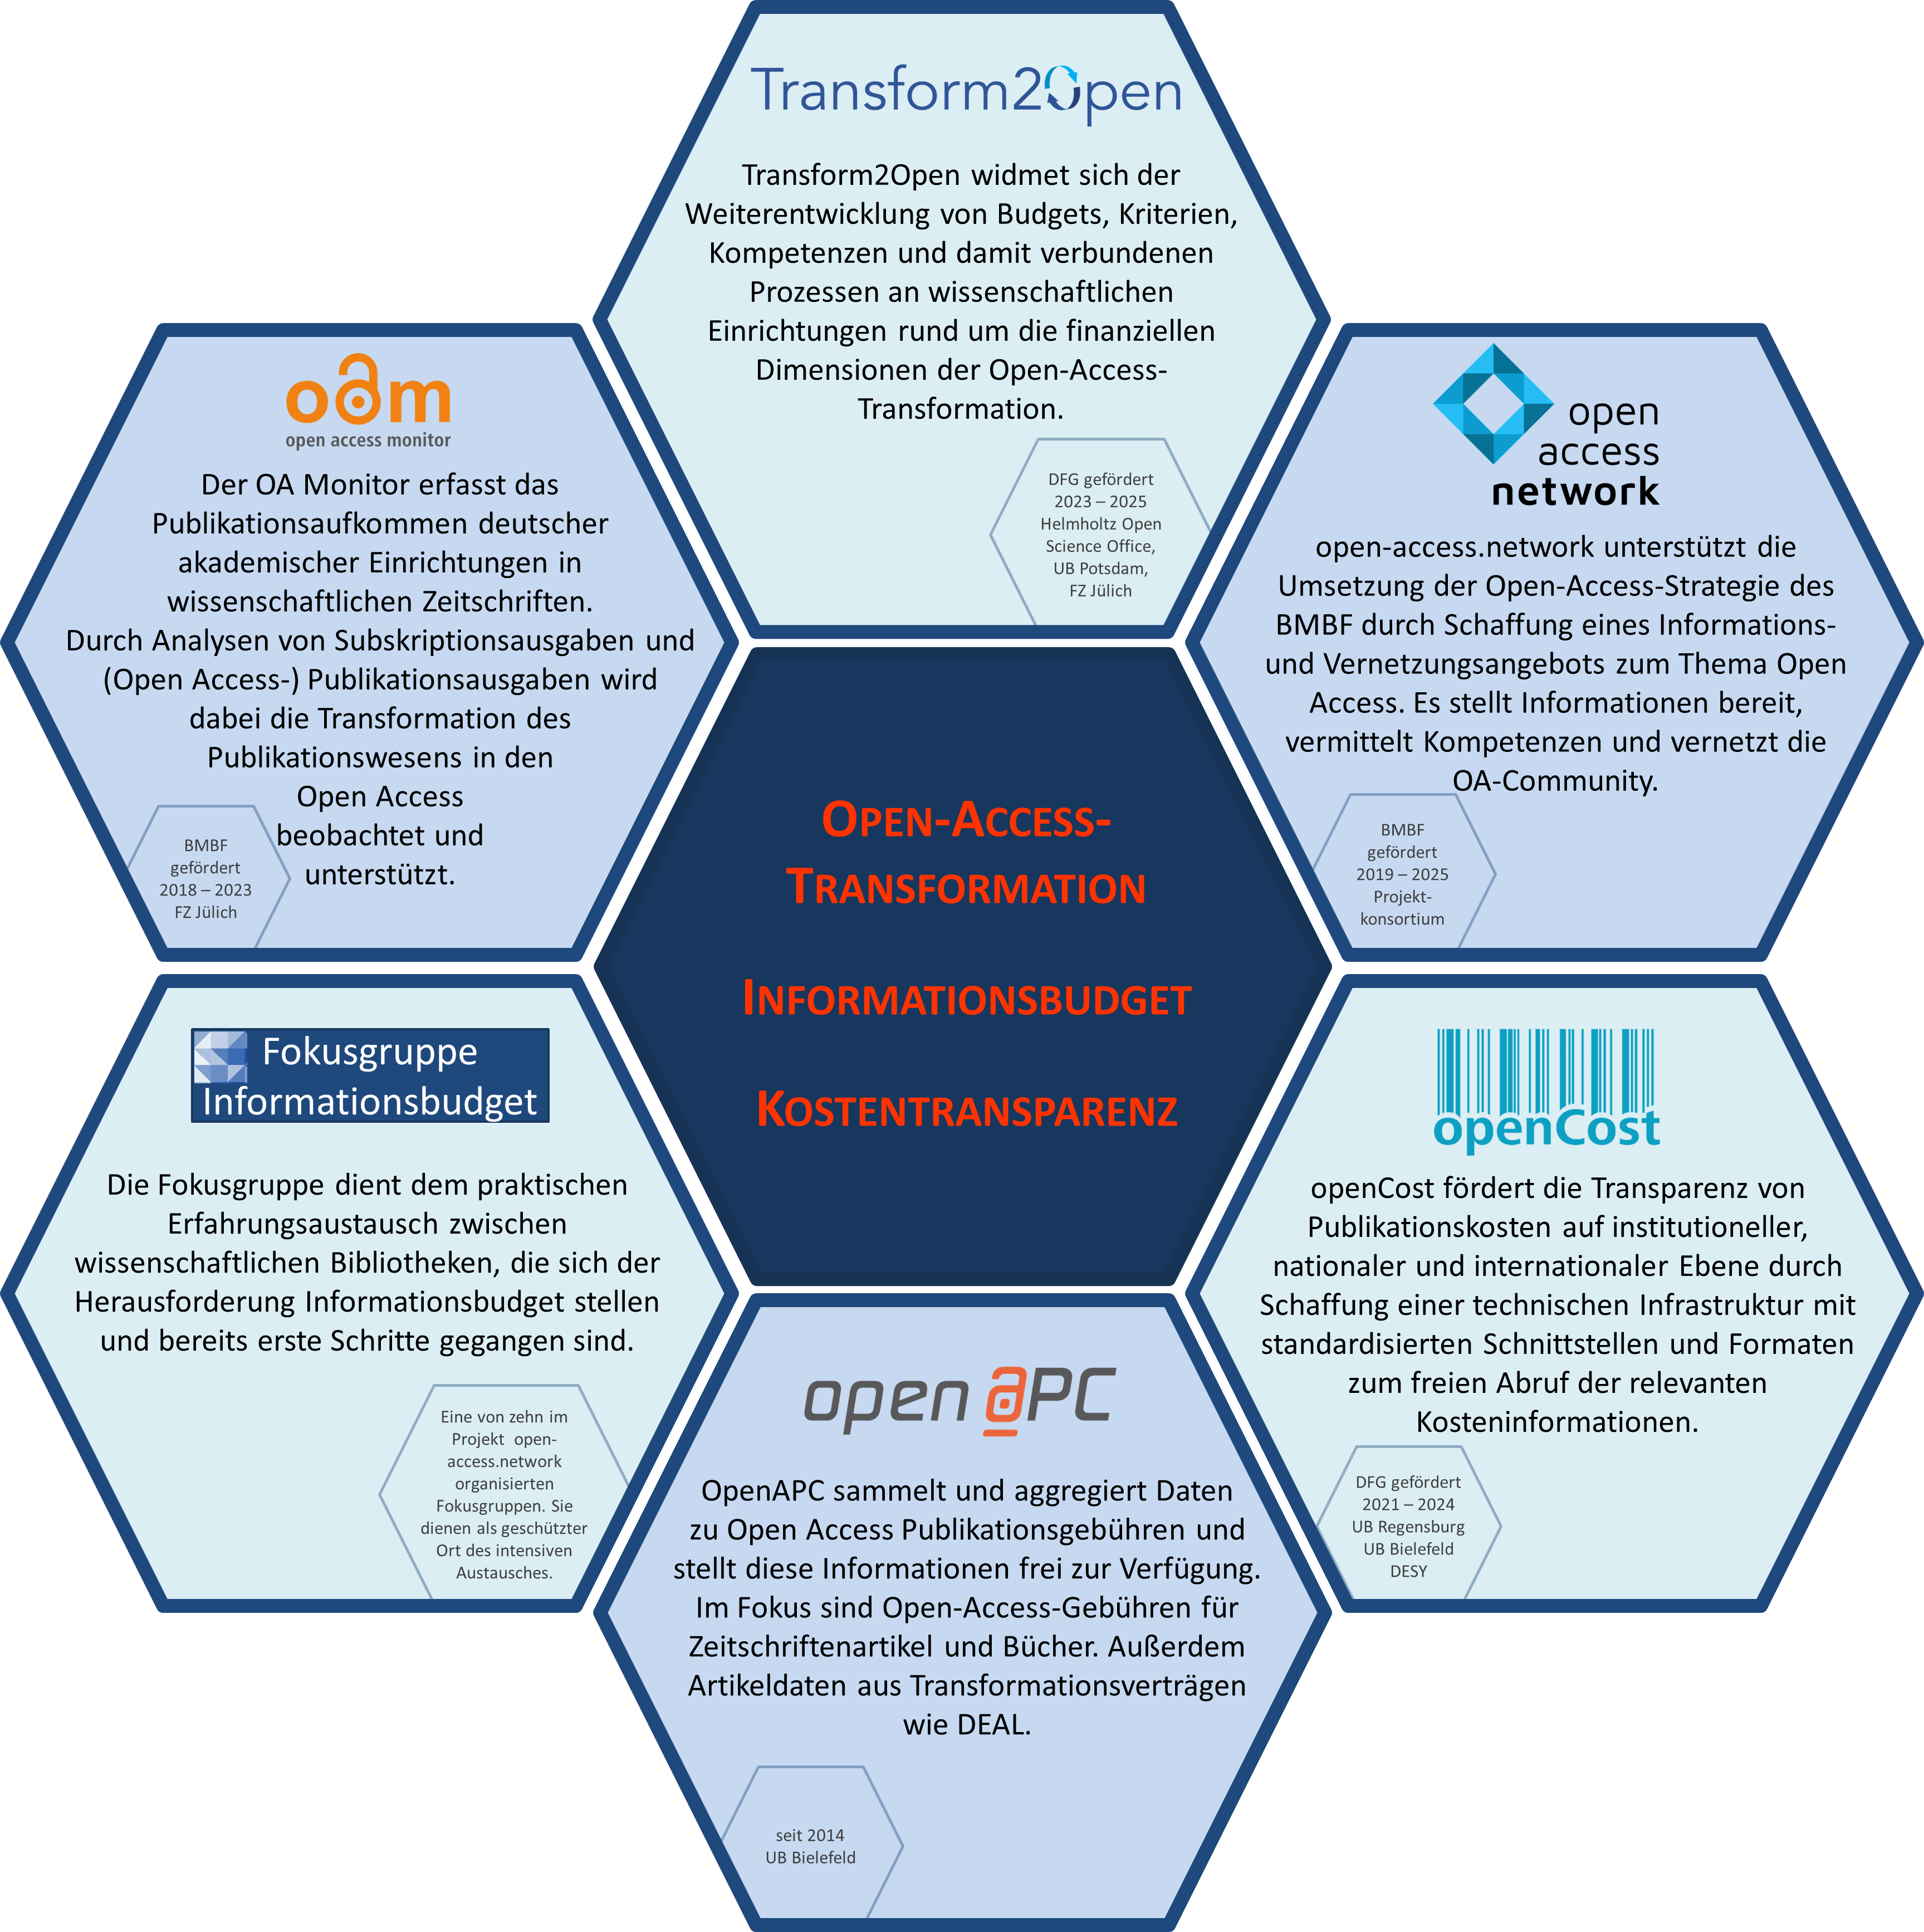 Transform2Open
Transform2Open widmet sich der
Weiterentwicklung von Budgets, Kriterien,
Kompetenzen und damit verbundenen
Prozessen an wissenschaftlichen
Einrichtungen rund um die finanziellen
Dimensionen der Open-Access-
Transformation.
DFG gefördert
2023 – 2025
Helmholtz Open
Science Office,
UB Potsdam,
FZ Jülich
oam
open access monitor
Der OA Monitor erfasst das
Publikationsaufkommen deutscher
akademischer Einrichtungen in
wissenschaftlichen Zeitschriften.
Durch Analysen von Subskriptionsausgaben und
(Open Access-) Publikationsausgaben wird
dabei die Transformation des
Publikationswesens in den
Open Access
beobachtet und
unterstützt.
BMBF
gefördert
2018 – 2023
FZ Jülich
open
access
network
open-access.network unterstützt die
Umsetzung der Open-Access-Strategie des
BMBF durch Schaffung eines Informations-
und Vernetzungsangebots zum Thema Open
Access. Es stellt Informationen bereit,
vermittelt Kompetenzen und vernetzt die
OA-Community.
BMBF
gefördert
2019 – 2025
Projekt-
konsortium
OPEN-ACCESS-
TRANSFORMATION
INFORMATIONSBUDGET
KOSTENTRANSPARENZ
Fokusgruppe
Informationsbudget
Die Fokusgruppe dient dem praktischen
Erfahrungsaustausch zwischen
wissenschaftlichen Bibliotheken, die sich der
Herausforderung Informationsbudget stellen
und bereits erste Schritte gegangen sind.
Eine von zehn im
Projekt open-
access.network
organisierten
Fokusgruppen. Sie
dienen als geschützter
Ort des intensiven
Austausches.
openCost
openCost fördert die Transparenz von
Publikationskosten auf institutioneller,
nationaler und internationaler Ebene durch
Schaffung einer technischen Infrastruktur mit
standardisierten Schnittstellen und Formaten
zum freien Abruf der relevanten
Kosteninformationen.
DFG gefördert
2021 – 2024
UB Regensburg
UB Bielefeld
DESY
open aPC
OpenAPC sammelt und aggregiert Daten
zu Open Access Publikationsgebühren und
stellt diese Informationen frei zur Verfügung.
Im Fokus sind Open-Access-Gebühren für
Zeitschriftenartikel und Bücher. Außerdem
Artikeldaten aus Transformationsverträgen
wie DEAL.
seit 2014
UB Bielefeld